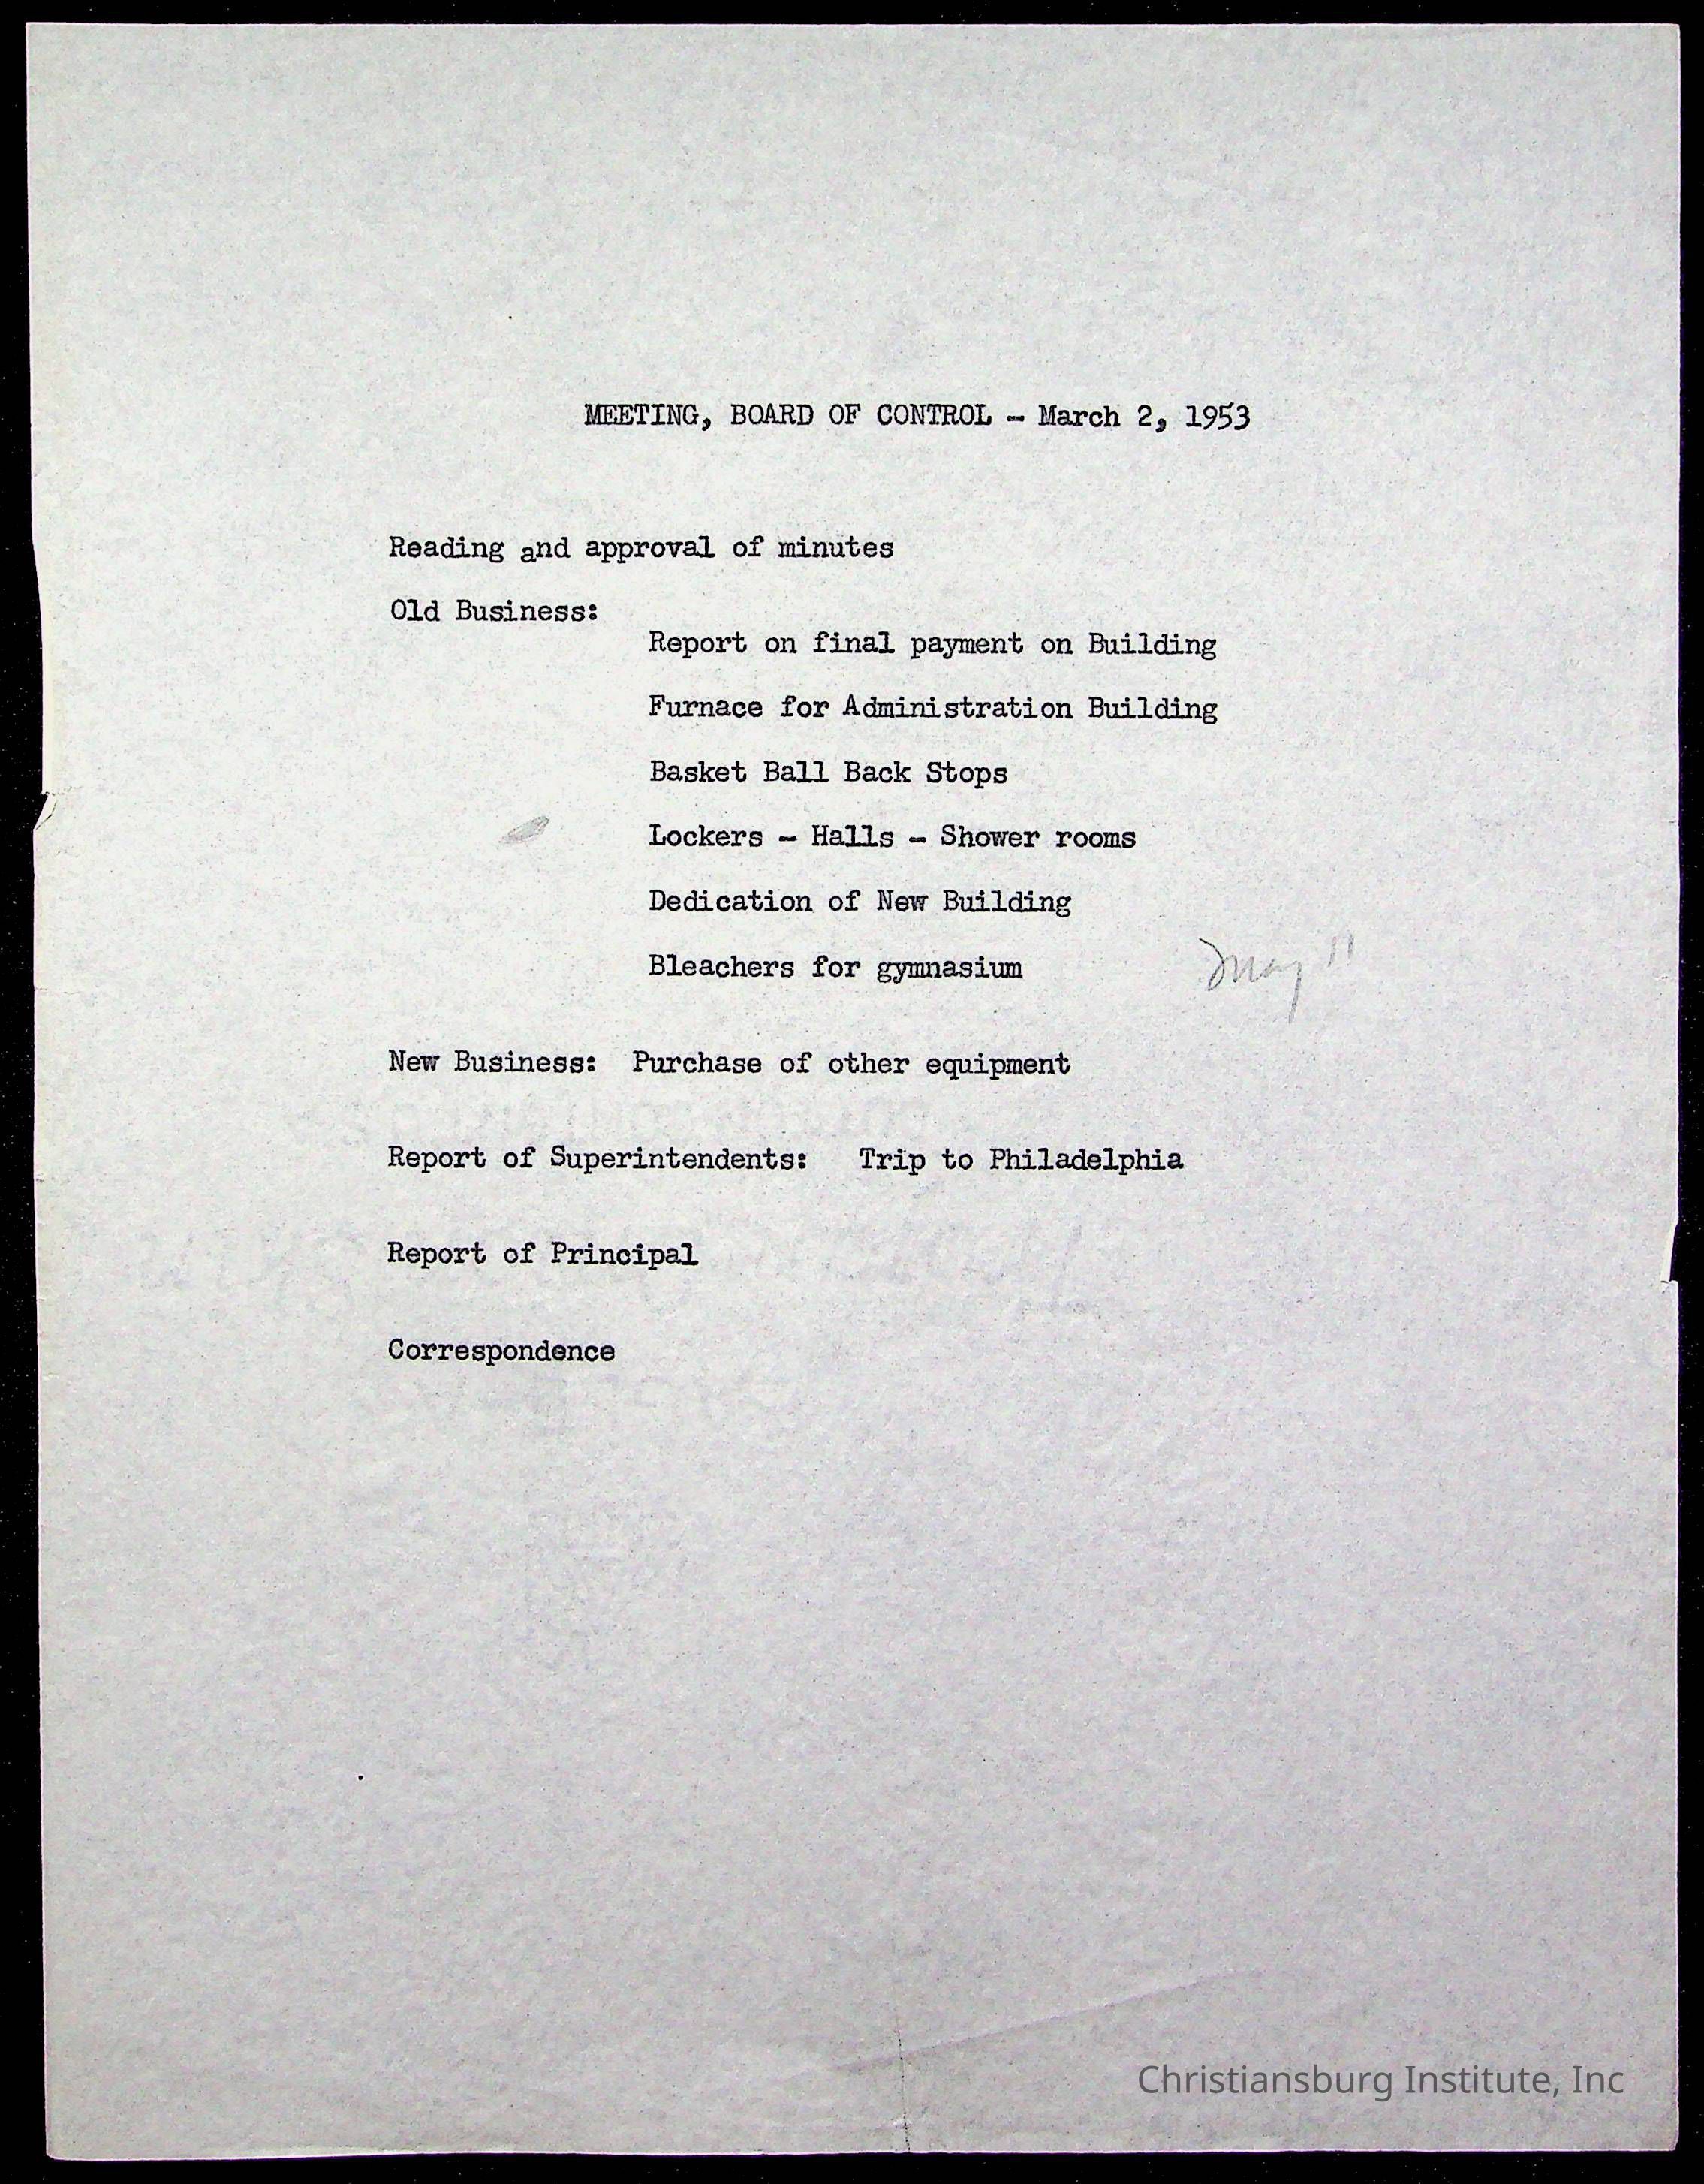 MEETING, BOARD OF CONTROL - March 2, 1953
Reading and approval of minutes
Old Business:
Report on final payment on Building
Furnace for Administration Building
Basket Ball Back Stops
Lockers - Halls - Shower rooms
Dedication of New Building
Bleachers for gymnasium
May 11
New Business: Purchase of other equipment
Report of Superintendents: Trip to Philadelphia
Report of Principal
Correspondence
Christiansburg Institute, Inc